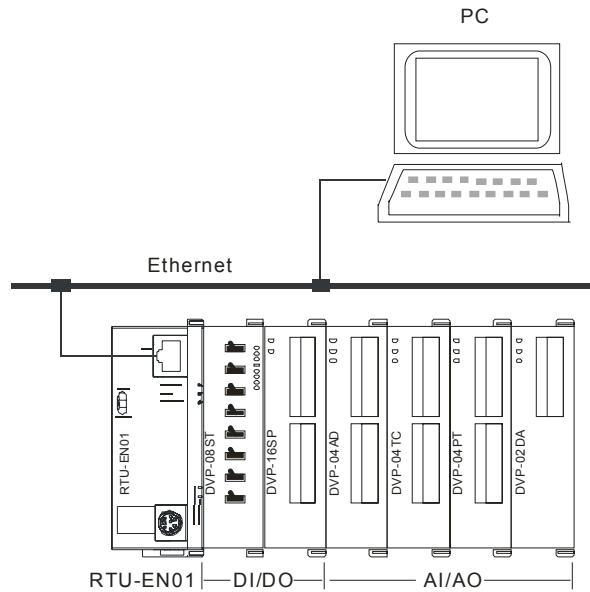 PC
Ethernet
RTU-EN01
DVP-08ST
DVP-16SP
DVP-04AD
DVP-04TC
DVP-04PT
DVP-02DA
RTU-EN01
DI/DO
AI/AO